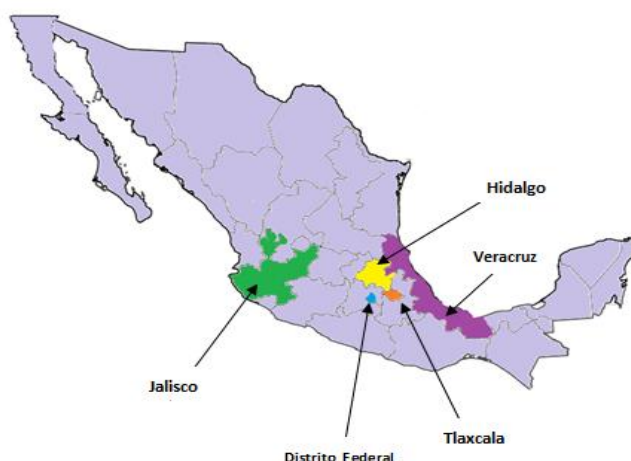 Hidalgo
Veracruz
Jalisco
Tlaxcala
Distrito Federal